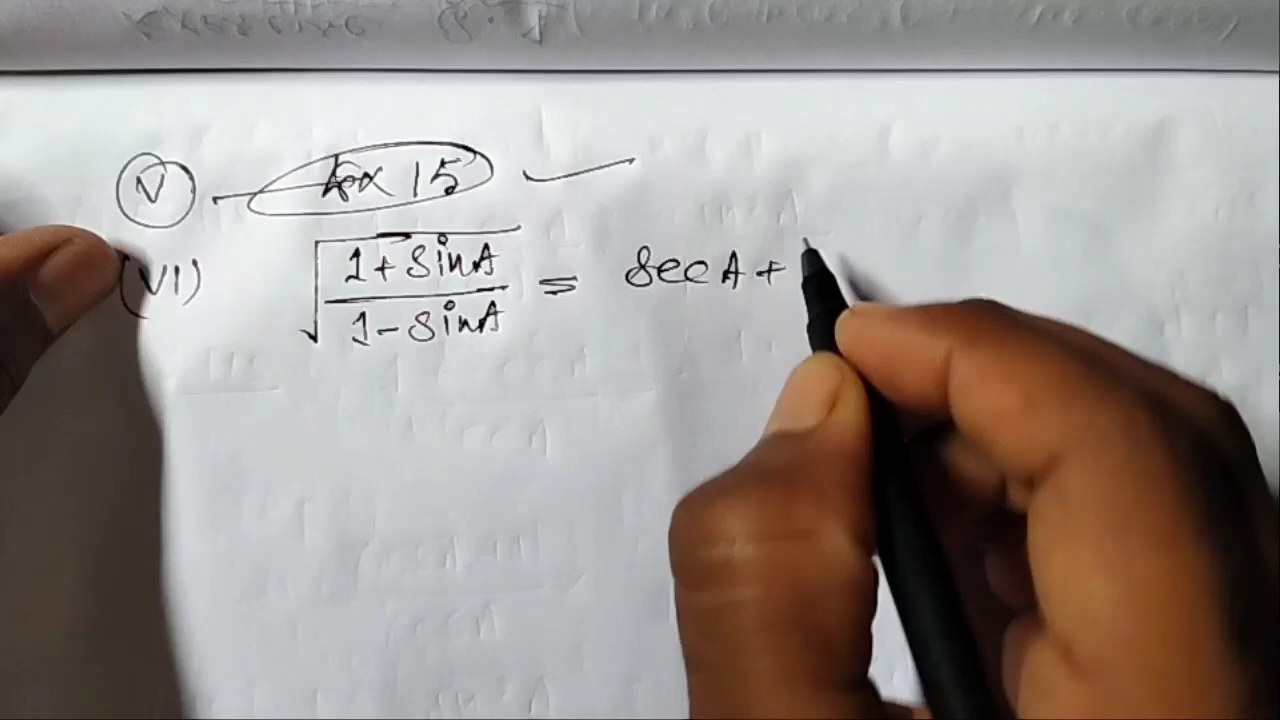 V Ex 15
(VI) √(1 + sinA / 1 - sinA) = secA +